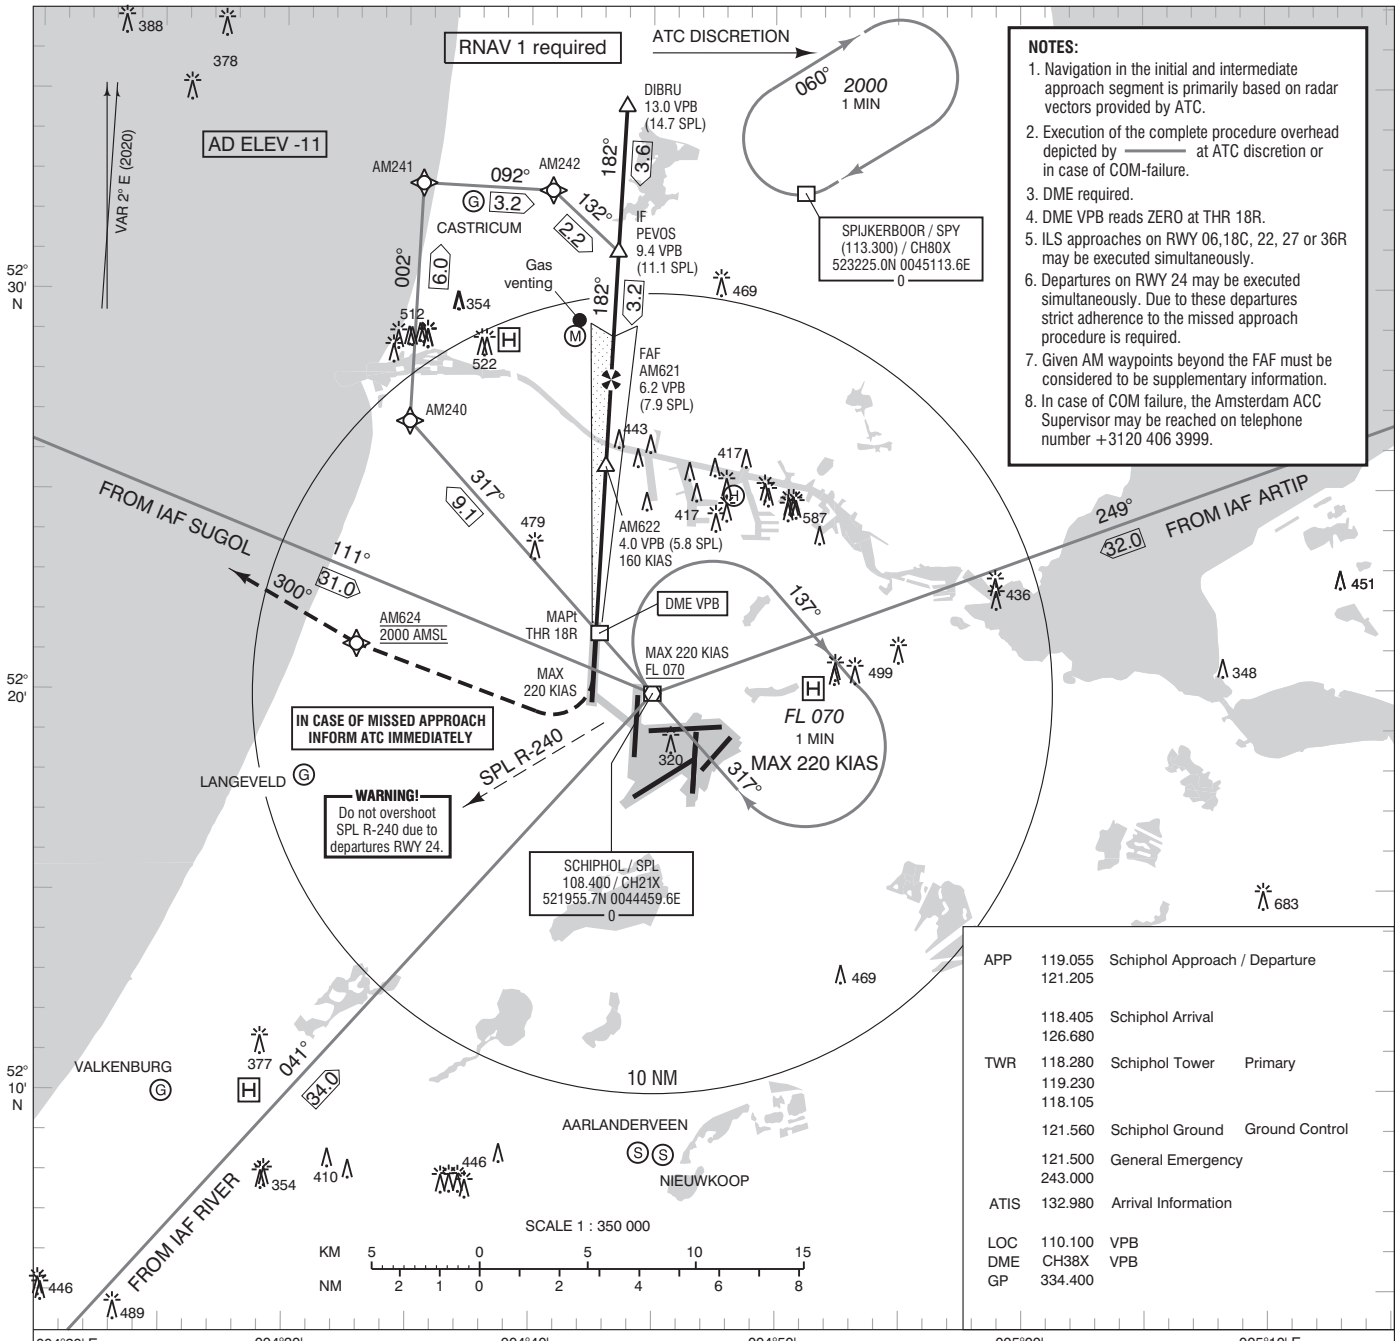 388
378
RNAV 1 required
ATC DISCRETION
060°
2000
1 MIN
NOTES:
1. Navigation in the initial and intermediate
approach segment is primarily based on radar
vectors provided by ATC.
2. Execution of the complete procedure overhead
depicted by at ATC discretion or
in case of COM-failure.
3. DME required.
4. DME VPB reads ZERO at THR 18R.
5. ILS approaches on RWY 06,18C, 22, 27 or 36R
may be executed simultaneously.
6. Departures on RWY 24 may be executed
simultaneously. Due to these departures
strict adherence to the missed approach
procedure is required.
7. Given AM waypoints beyond the FAF must be
considered to be supplementary information.
8. In case of COM failure, the Amsterdam ACC
Supervisor may be reached on telephone
number +3120 406 3999.
VAR 2° E (2020)
AD ELEV -11
DIBRU
13.0 VPB
(14.7 SPL)
182°
3.6
AM241
092°
AM242
G
3.2
CASTRICUM
132°
2.2
IF
PEVOS
9.4 VPB
(11.1 SPL)
SPIJKERBOOR / SPY
(113.300) / CH80X
523225.0N 0045113.6E
0
52°
30'
N
002°
6.0
Gas
venting
182°
3.2
469
354
512
M
H
522
FAF
AM621
6.2 VPB
(7.9 SPL)
AM240
443
417
H
417
587
FROM IAF SUGOL
317°
9.1
479
AM622
4.0 VPB (5.8 SPL)
160 KIAS
249°
FROM IAF ARTIP
32.0
111°
31.0
300°
451
436
DME VPB
137°
AM624
2000 AMSL
MAPt
THR 18R
MAX 220 KIAS
FL 070
499
348
52°
20'
MAX
220 KIAS
H
FL 070
1 MIN
MAX 220 KIAS
IN CASE OF MISSED APPROACH
INFORM ATC IMMEDIATELY
SPL R-240
320
317°
LANGEVELD G
WARNING!
Do not overshoot
SPL R-240 due to
departures RWY 24.
SCHIPHOL / SPL
108.400 / CH21X
521955.7N 0044459.6E
0
683
469
APP 119.055 Schiphol Approach / Departure
121.205
118.405 Schiphol Arrival
126.680
TWR 118.280 Schiphol Tower Primary
119.230
118.105
121.560 Schiphol Ground Ground Control
121.500 General Emergency
243.000
ATIS 132.980 Arrival Information
LOC 110.100 VPB
DME CH38X VPB
GP 334.400
52°
10'
N
VALKENBURG
G
377
H
041°
34.0
10 NM
AARLANDERVEEN
S S
NIEUWKOOP
354
410
446
FROM IAF RIVER
446
489
SCALE 1 : 350 000
KM 5 0 5 10 15
NM 2 1 0 2 4 6 8